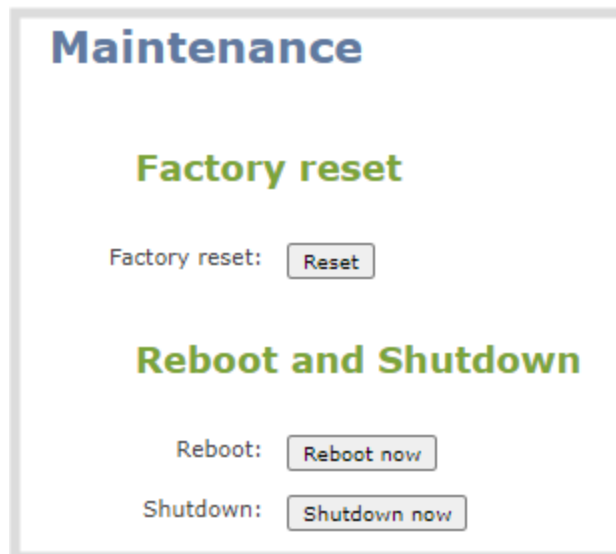 Maintenance
Factory reset
Factory reset: Reset
Reboot and Shutdown
Reboot: Reboot now
Shutdown: Shutdown now